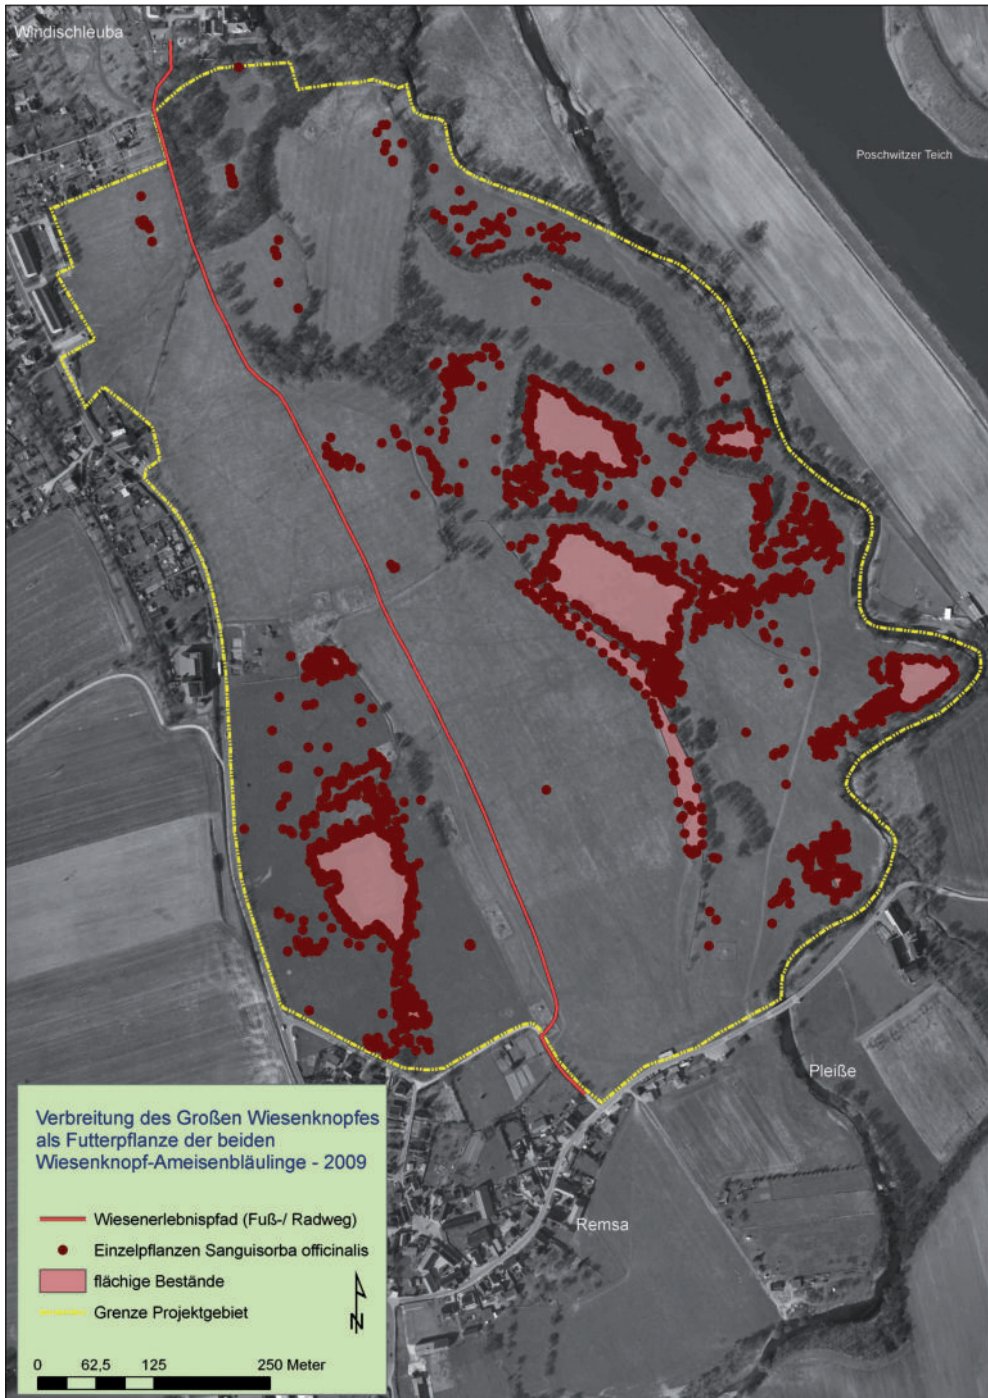 Windischleuba
Poschwitzer Teich
Pleiße
Remsa
Verbreitung des Großen Wiesenknopfes
als Futterpflanze der beiden
Wiesenknopf-Ameisenbläulinge - 2009
Wiesenerlebnispfad (Fuß-/ Radweg)
Einzelpflanzen Sanguisorba officinalis
flächige Bestände
Grenze Projektgebiet
N
0 62,5 125 250 Meter